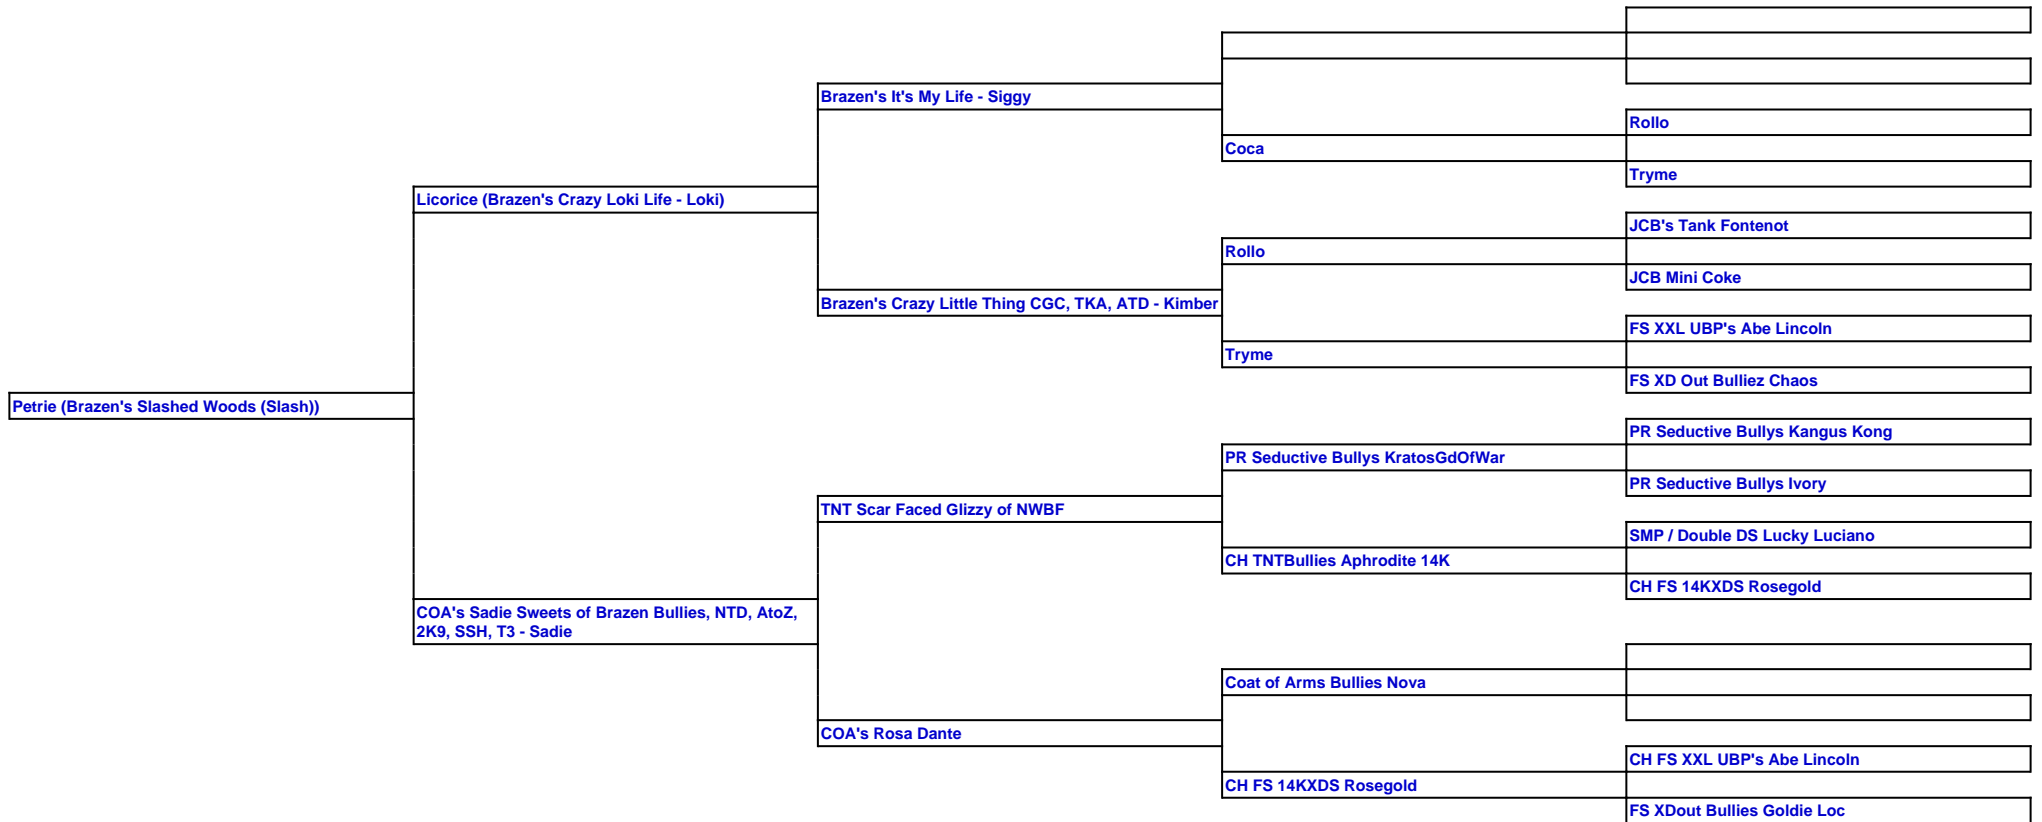 Brazen's It's My Life - Siggy
Rollo
Coca
Tryme
Licorice (Brazen's Crazy Loki Life - Loki)
JCB's Tank Fontenot
Rollo
JCB Mini Coke
Brazen's Crazy Little Thing CGC, TKA, ATD - Kimber
FS XXL UBP's Abe Lincoln
Tryme
FS XD Out Bulliez Chaos
Petrie (Brazen's Slashed Woods (Slash))
PR Seductive Bullys Kangus Kong
PR Seductive Bullys KratosGdOfWar
PR Seductive Bullys Ivory
TNT Scar Faced Glizzy of NWBF
SMP / Double DS Lucky Luciano
CH TNTBullies Aphrodite 14K
CH FS 14KXDS Rosegold
COA's Sadie Sweets of Brazen Bullies, NTD, AtoZ,
2K9, SSH, T3 - Sadie
Coat of Arms Bullies Nova
COA's Rosa Dante
CH FS XXL UBP's Abe Lincoln
CH FS 14KXDS Rosegold
FS XDout Bullies Goldie Loc